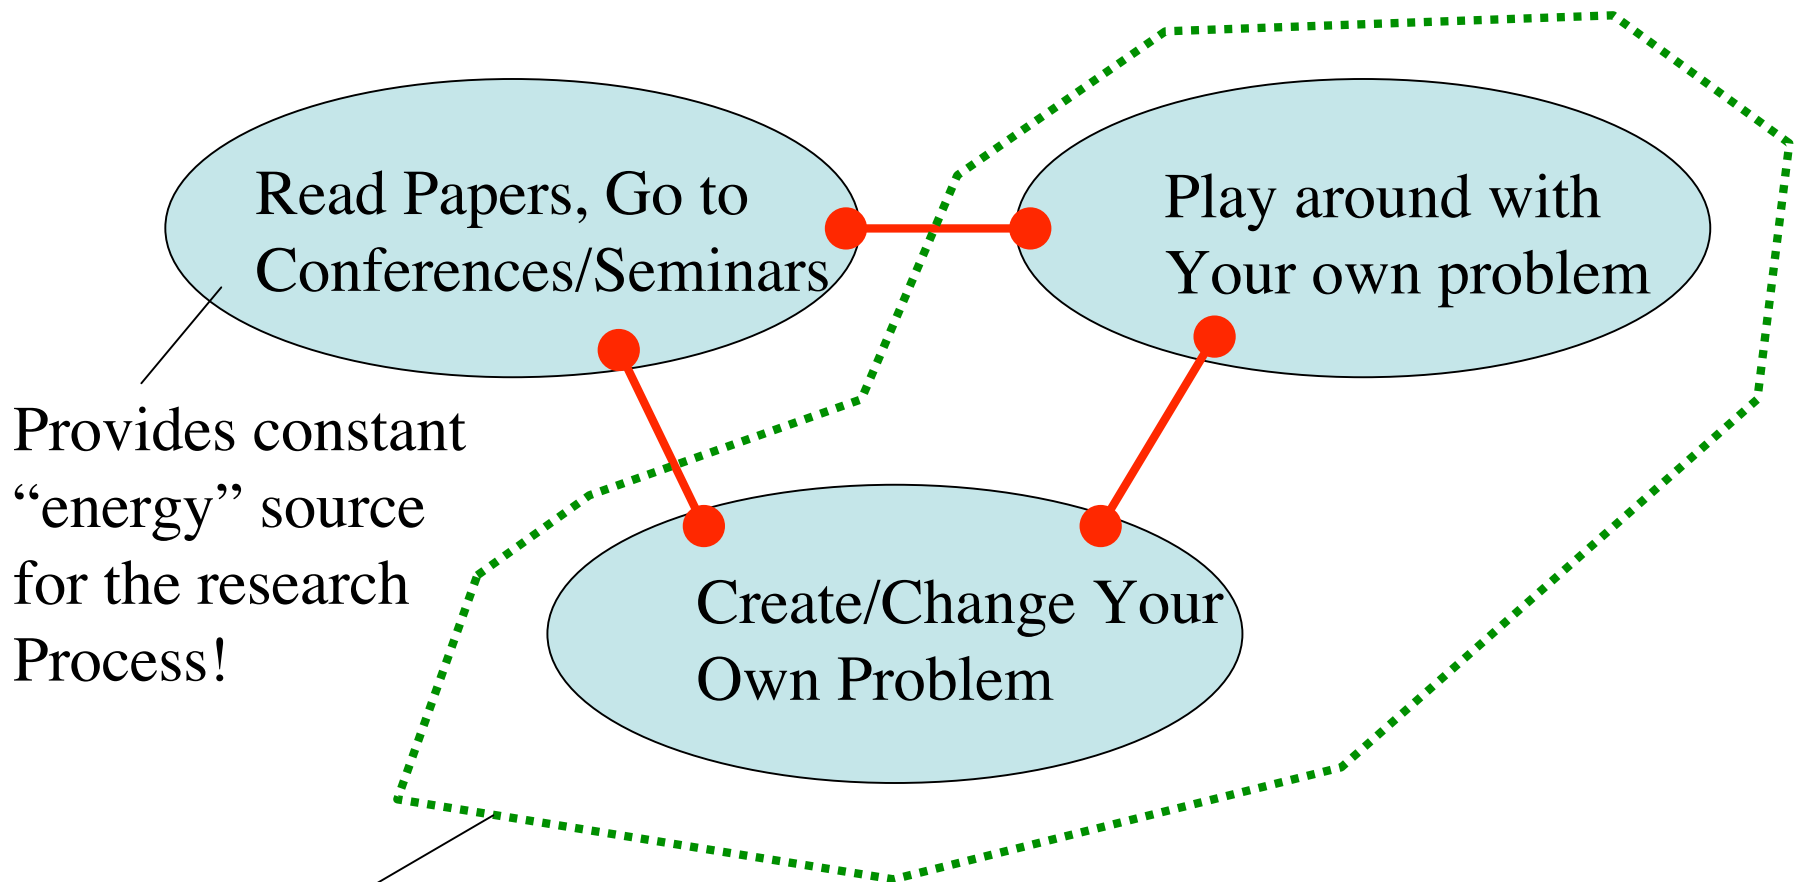 Read Papers, Go to
Conferences/Seminars
Play around with
Your own problem
Provides constant
“energy” source
for the research
Process!
Create/Change Your
Own Problem